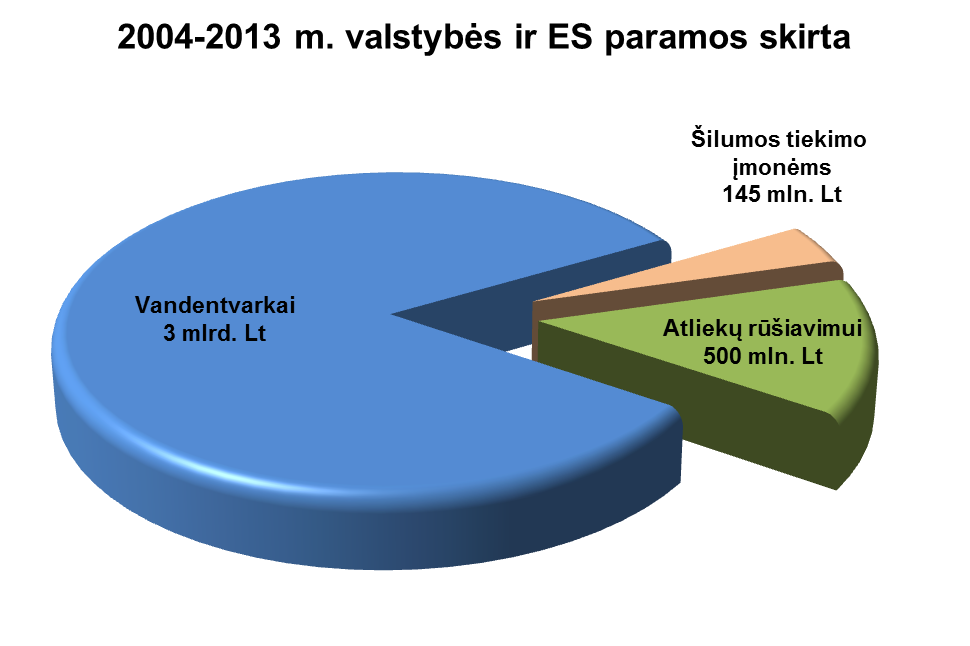 2004-2013 m. valstybės ir ES paramos skirta
Šilumos tiekimo
įmonėms
145 mln. Lt
Vandentvarkai
3 mlrd. Lt
Atliekų rūšiavimui
500 mln. Lt